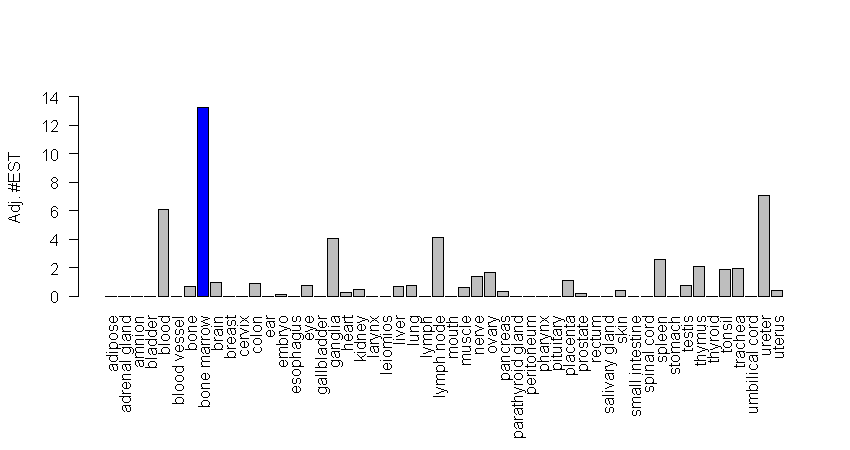 Adj. #EST
14
12
10
8
6
4
2
0
adipose
adrenal gland
amnion
bladder
blood
blood vessel
bone
bone marrow
brain
breast
cervix
colon
ear
embryo
esophagus
eye
gallbladder
ganglia
heart
kidney
larynx
leiomios
liver
lung
lymph
lymph node
mouth
muscle
nerve
ovary
pancreas
parathyroid gland
peritoneum
pharynx
pituitary
placenta
prostate
rectum
salivary gland
skin
small intestine
spinal cord
spleen
stomach
testis
thymus
thyroid
tonsil
trachea
umbilical cord
ureter
uterus